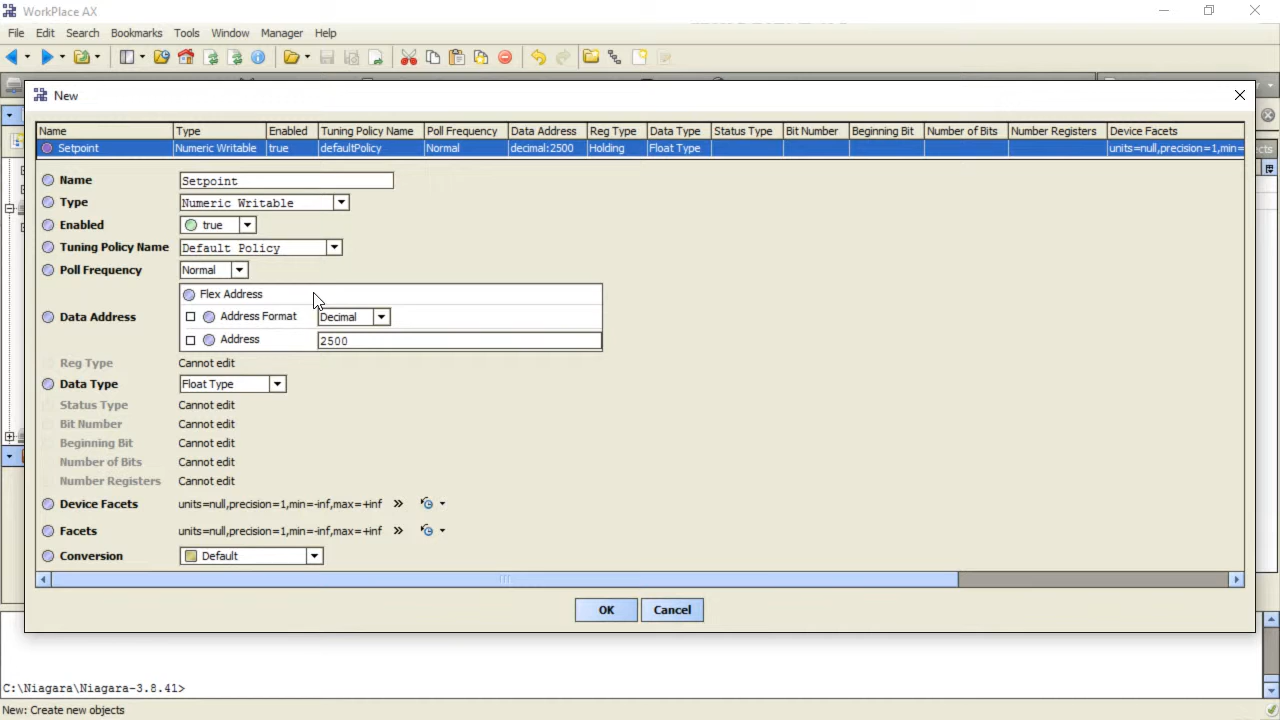 WorkPlace AX
File Edit Search Bookmarks Tools Window Manager Help
New
Name Type Enabled Tuning Policy Name Poll Frequency Data Address Reg Type Data Type Status Type Bit Number Beginning Bit Number of Bits Number Registers Device Facets
Setpoint Numeric Writable true defaultPolicy Normal decimal:2500 Holding Float Type units=null,precision=1,min=
Name Setpoint
Type Numeric Writable
Enabled true
Tuning Policy Name Default Policy
Poll Frequency Normal
Flex Address
Data Address Address Format Decimal
Address 2500
Reg Type Cannot edit
Data Type Float Type
Status Type Cannot edit
Bit Number Cannot edit
Beginning Bit Cannot edit
Number of Bits Cannot edit
Number Registers Cannot edit
Device Facets units=null,precision=1,min=-inf,max=+inf »
Facets units=null,precision=1,min=-inf,max=+inf »
Conversion Default
OK Cancel
C:\Niagara\Niagara-3.8.41>
New: Create new objects